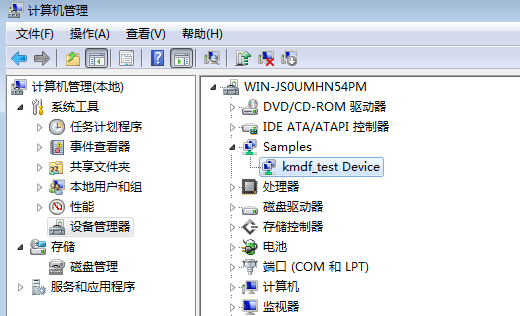 计算机管理
文件(F) 操作(A) 查看(V) 帮助(H)
计算机管理(本地)
系统工具
任务计划程序
事件查看器
共享文件夹
本地用户和组
性能
设备管理器
存储
磁盘管理
服务和应用程序
WIN-JS0UMHN54PM
DVD/CD-ROM 驱动器
IDE ATA/ATAPI 控制器
Samples
kmdf_test Device
处理器
磁盘驱动器
存储控制器
电池
端口 (COM 和 LPT)
计算机
监视器